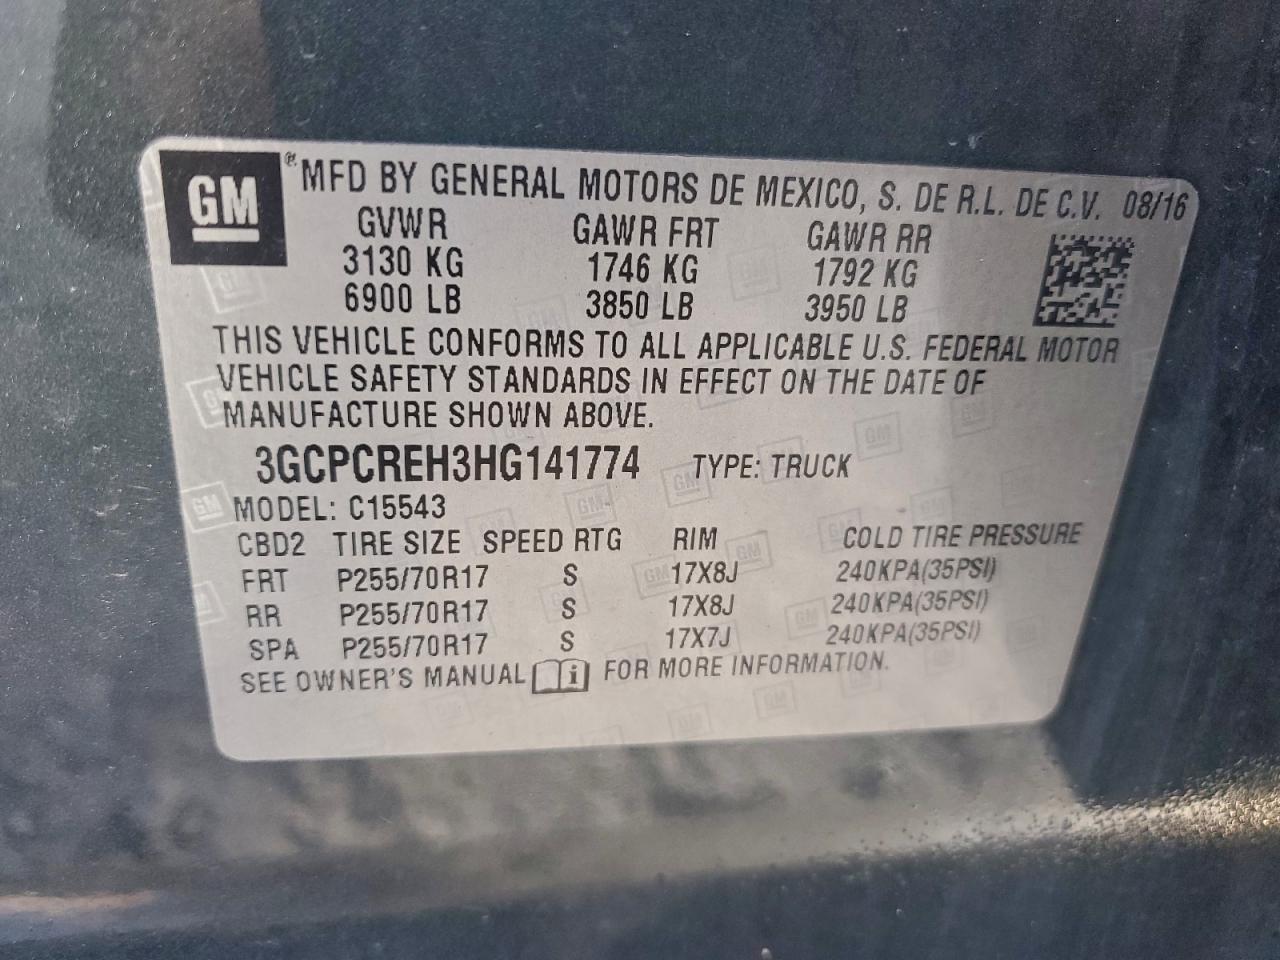 GM ® MFD BY GENERAL MOTORS DE MEXICO, S. DE R.L. DE C.V. 08/16
GVWR GAWR FRT GAWR RR
3130 KG 1746 KG 1792 KG
6900 LB 3850 LB 3950 LB
THIS VEHICLE CONFORMS TO ALL APPLICABLE U.S. FEDERAL MOTOR
VEHICLE SAFETY STANDARDS IN EFFECT ON THE DATE OF
MANUFACTURE SHOWN ABOVE.
3GCPCREH3HG141774 TYPE: TRUCK
MODEL: C15543
CBD2 TIRE SIZE SPEED RTG RIM COLD TIRE PRESSURE
FRT P255/70R17 S 17X8J 240KPA(35PSI)
RR P255/70R17 S 17X8J 240KPA(35PSI)
SPA P255/70R17 S 17X7J 240KPA(35PSI)
SEE OWNER'S MANUAL i FOR MORE INFORMATION.